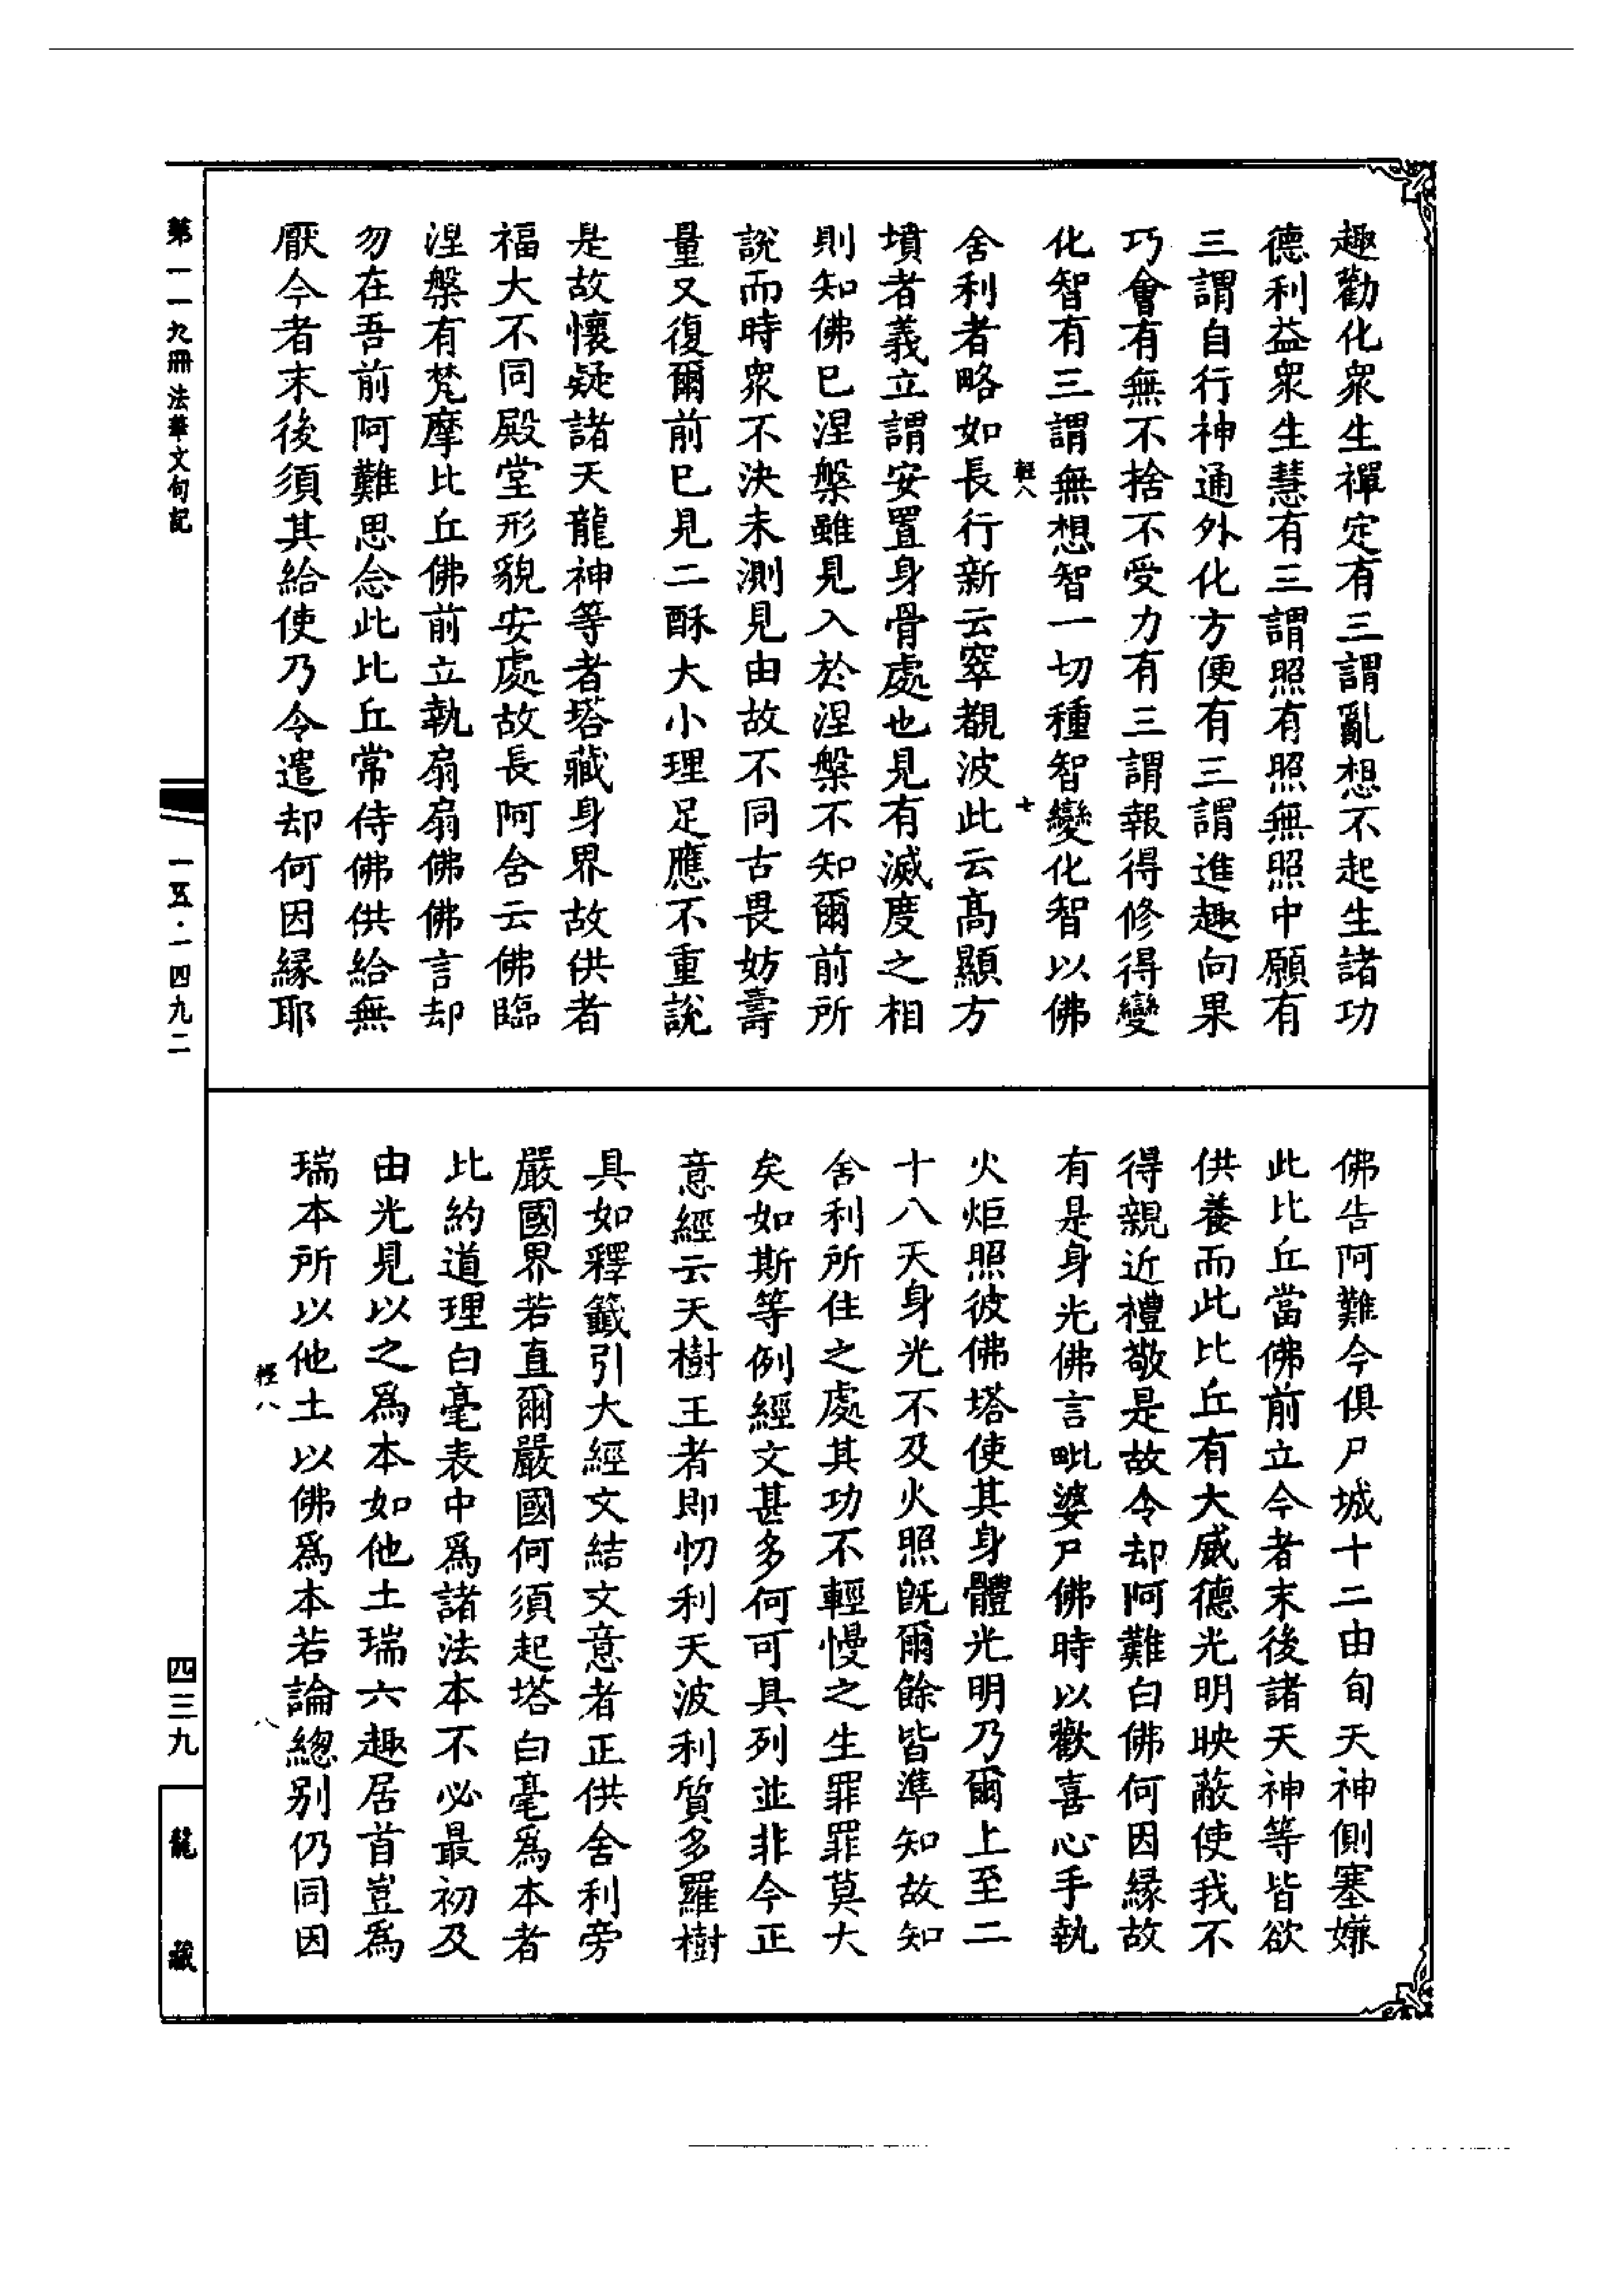 趣勸化衆生禪定有三謂亂想不起生諸功
德利益衆生慧有三謂照有照無照中願有
三謂自行神通外化方便有三謂進趣向果
巧會有無不捨不受力有三謂報得修得變
化智有三謂無想智一切種智變化智以佛
輕八
七
舍利者略如長行新云窣覩波此云高顯方
墳者義立謂安置身骨處也見有滅度之相
則知佛已涅槃雖見入於涅槃不知爾前所
說而時衆不決未測見由故不同古畏妨壽
量又復爾前已見二酥大小理足應不重說
是故懷疑諸天龍神等者塔藏身界故供者
福大不同殿堂形貌安處故長阿舍云佛臨
涅槃有梵摩比丘佛前立執扇扇佛佛言却
勿在吾前阿難思念此比丘常侍佛供給無
厭今者末後須其給使乃令遣却何因緣耶
佛告阿難今俱尸城十二由旬天神側塞嫌
此比丘當佛前立今者末後諸天神等皆欲
供養而此比丘有大威德光明映蔽使我不
得親近禮敬是故令却阿難白佛何因緣故
有是身光佛言毗婆尸佛時以歡喜心手執
火炬照彼佛塔使其身體光明乃爾上至二
十八天身光不及火照既爾餘皆準知故知
舍利所住之處其功不輕慢之生罪罪莫大
矣如斯等例經文甚多何可具列並非今正
意經云天樹王者即忉利天波利質多羅樹
具如釋籤引大經文結文意者正供舍利旁
嚴國界若直爾嚴國何須起塔白毫爲本者
比約道理白毫表中爲諸法本不必最初及
由光見以之爲本如他土瑞六趣居首豈爲
瑞本所以他土以佛爲本若論總别仍同因
輕八
八
第一一九冊 法華文句記
一五·一四九二
四三九
龍藏